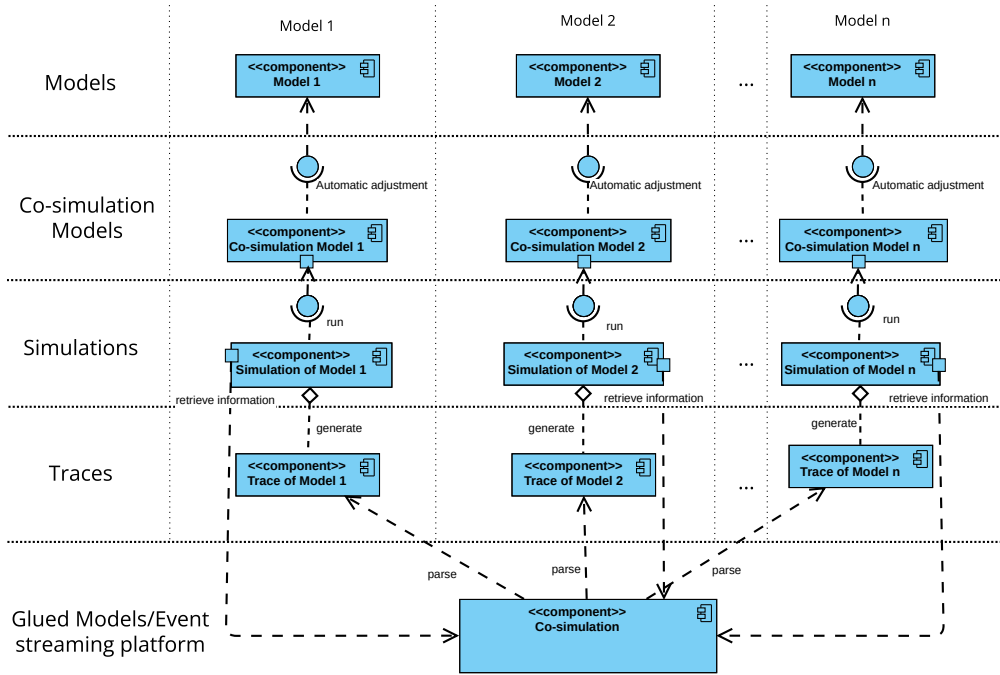 Model 1
Model 2
Model n
Models
<<component>>
Model 1
<<component>>
Model 2
...
<<component>>
Model n
Co-simulation
Models
Automatic adjustment
Automatic adjustment
Automatic adjustment
<<component>>
Co-simulation Model 1
<<component>>
Co-simulation Model 2
...
<<component>>
Co-simulation Model n
Simulations
run
run
run
<<component>>
Simulation of Model 1
<<component>>
Simulation of Model 2
...
<<component>>
Simulation of Model n
retrieve information
retrieve information
retrieve information
Traces
generate
generate
generate
<<component>>
Trace of Model 1
<<component>>
Trace of Model 2
...
<<component>>
Trace of Model n
parse
parse
parse
Glued Models/Event
streaming platform
<<component>>
Co-simulation